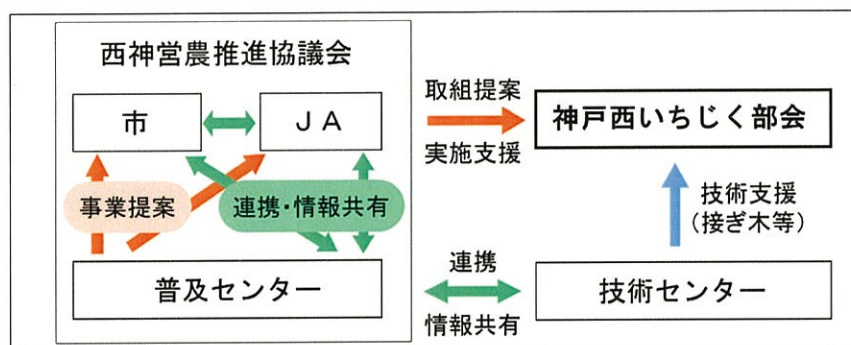 西神営農推進協議会
市
ＪＡ
取組提案
実施支援
神戸西いちじく部会
事業提案
連携・情報共有
技術支援
（接ぎ木等）
普及センター
連携
情報共有
技術センター